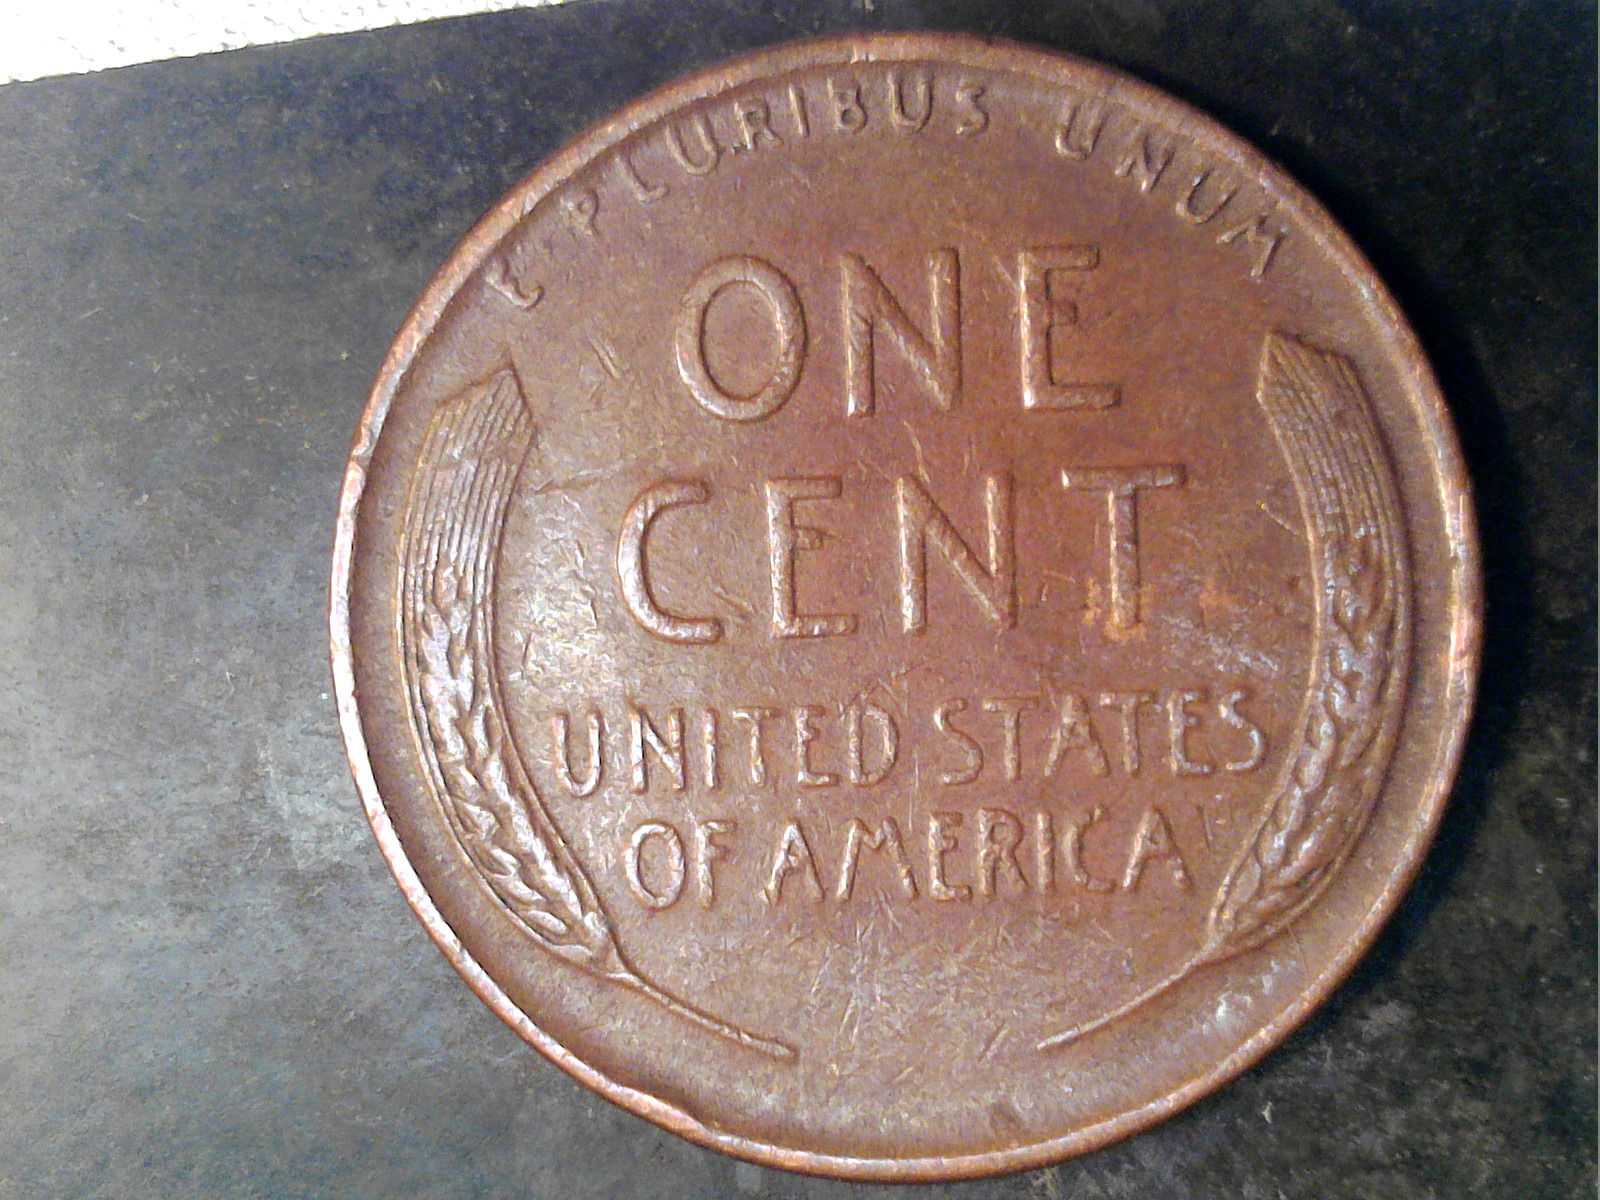 E PLURIBUS UNUM
ONE
CENT
UNITED STATES
OF AMERICA